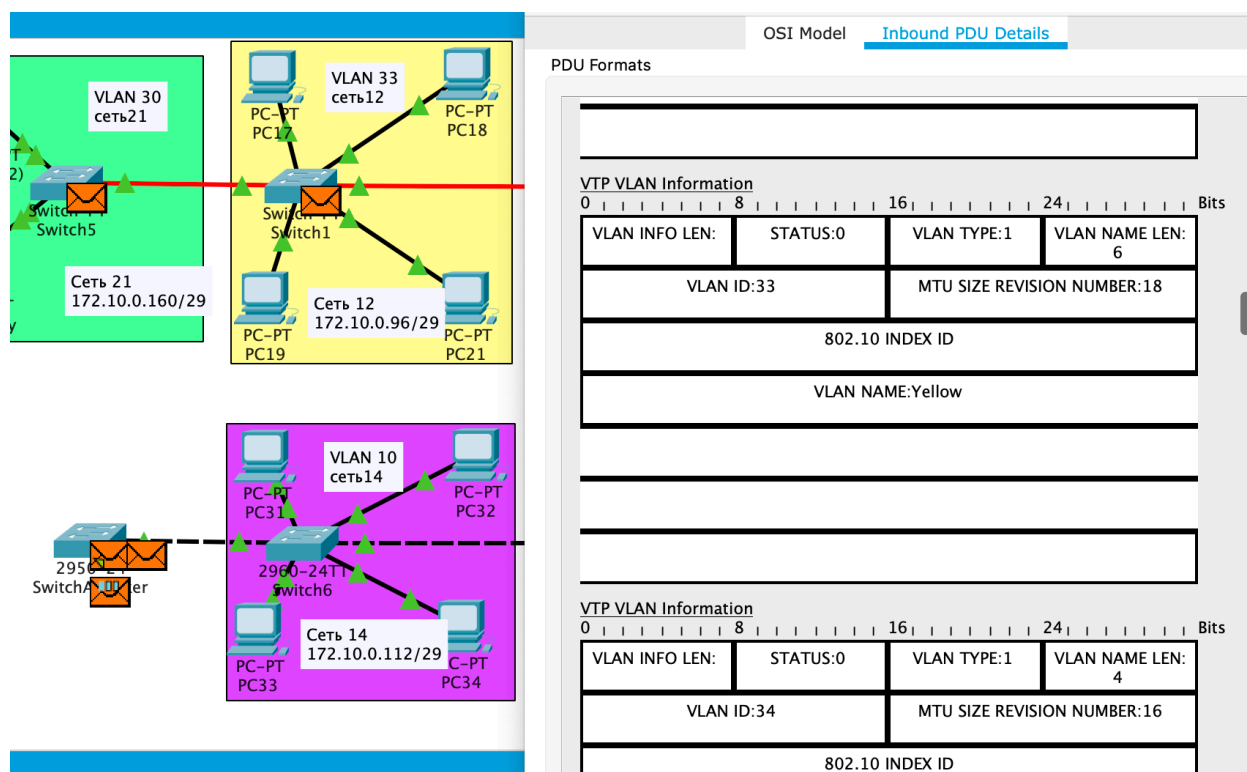 OSI Model
Inbound PDU Details
PDU Formats
VLAN 30
сеть21
2)
Switch5
Сеть 21
172.10.0.160/29
y
VLAN 33
сеть12
PC-PT
PC17
PC-PT
PC18
Switch1
PC-PT
PC19
Сеть 12
172.10.0.96/29
PC-PT
PC21
VLAN 10
сеть14
PC-PT
PC31
PC-PT
PC32
2960-24TT
Switch6
PC-PT
PC33
Сеть 14
172.10.0.112/29
C-PT
PC34
VTP VLAN Information
0 8 16 24 Bits
VLAN INFO LEN:
STATUS:0
VLAN TYPE:1
VLAN NAME LEN:
6
VLAN ID:33
MTU SIZE REVISION NUMBER:18
802.10 INDEX ID
VLAN NAME:Yellow
VTP VLAN Information
0 8 16 24 Bits
VLAN INFO LEN:
STATUS:0
VLAN TYPE:1
VLAN NAME LEN:
4
VLAN ID:34
MTU SIZE REVISION NUMBER:16
802.10 INDEX ID